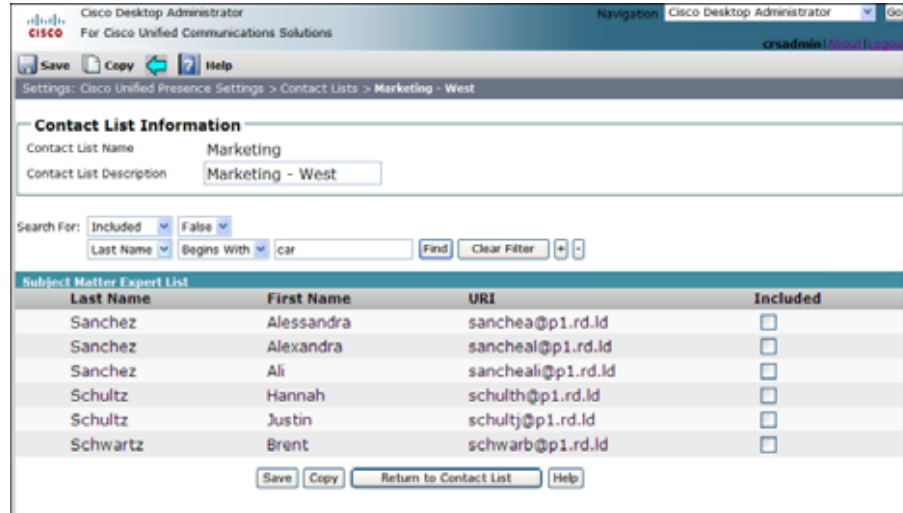 Cisco Desktop Administrator
For Cisco Unified Communications Solutions
CISCO
Navigation Cisco Desktop Administrator Go
crsadmin | About | Logout
Save Copy ? Help
Settings: Cisco Unified Presence Settings > Contact Lists > Marketing - West
Contact List Information
Contact List Name Marketing
Contact List Description Marketing - West
Search For: Included False
Last Name Begins With car Find Clear Filter + -
Subject Matter Expert List
Last Name First Name URI Included
Sanchez Alessandra sanchea@p1.rd.ld
Sanchez Alexandra sancheal@p1.rd.ld
Sanchez Ali sancheali@p1.rd.ld
Schultz Hannah schulth@p1.rd.ld
Schultz Justin schultj@p1.rd.ld
Schwartz Brent schwarb@p1.rd.ld
Save Copy Return to Contact List Help